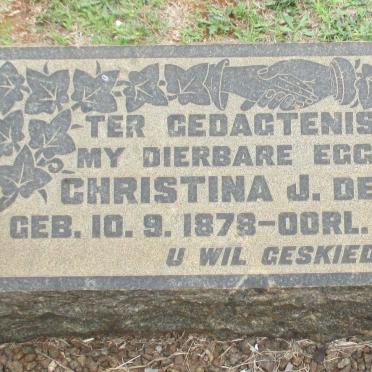 TER GEDAGTENIS
MY DIERBARE EGG
CHRISTINA J. DE
GEB. 10. 9. 1878-OORL.
U WIL GESKIED